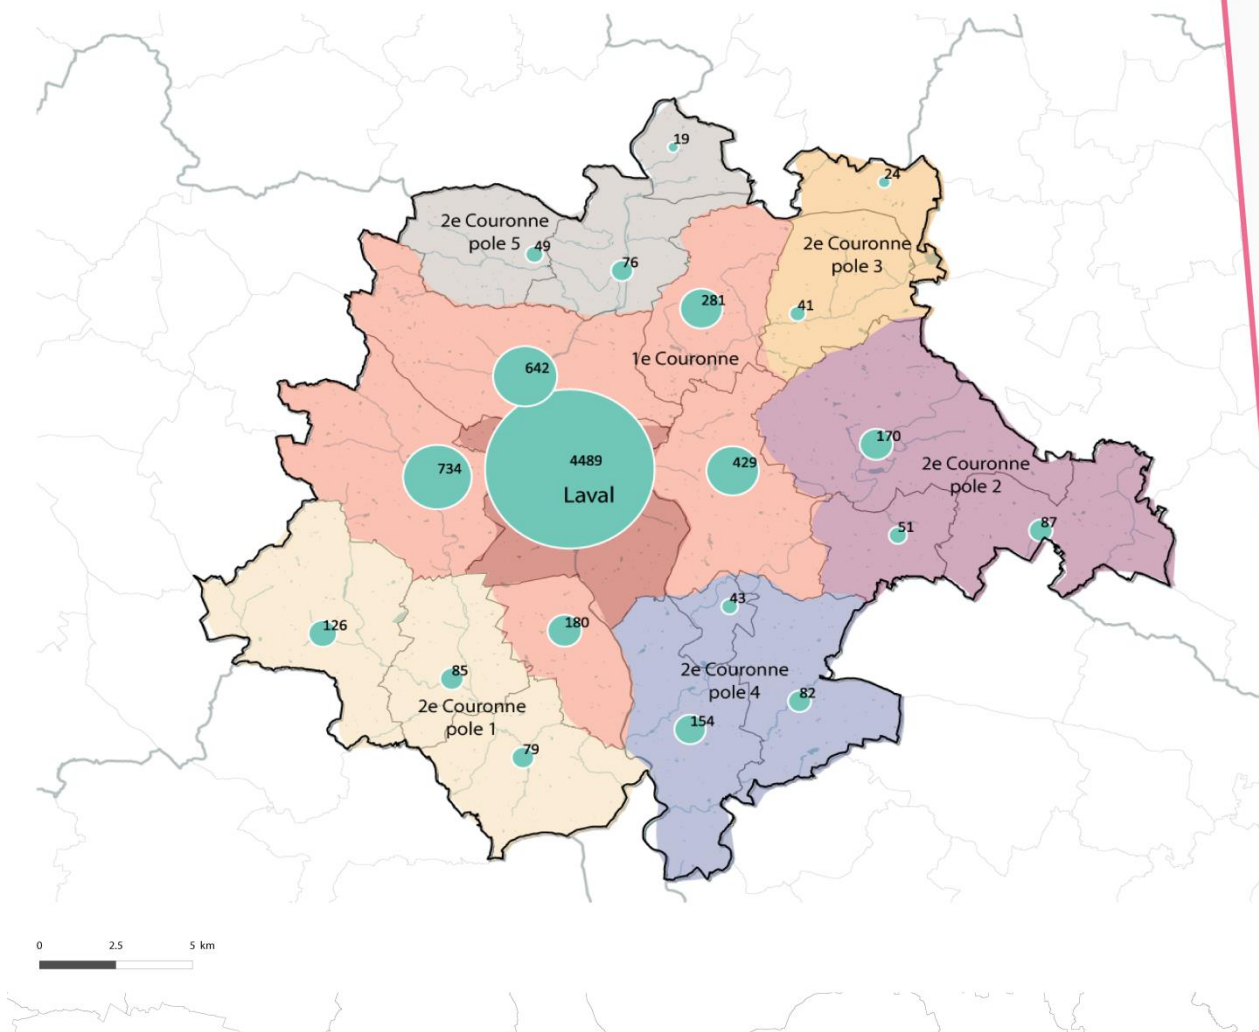 19
24
2e Couronne
pole 5
49
76
2e Couronne
pole 3
281
41
1e Couronne
642
4489
Laval
734
429
170
2e Couronne
pole 2
51
87
43
126
180
85
2e Couronne
pole 4
82
2e Couronne
pole 1
154
79
0 2.5 5 km